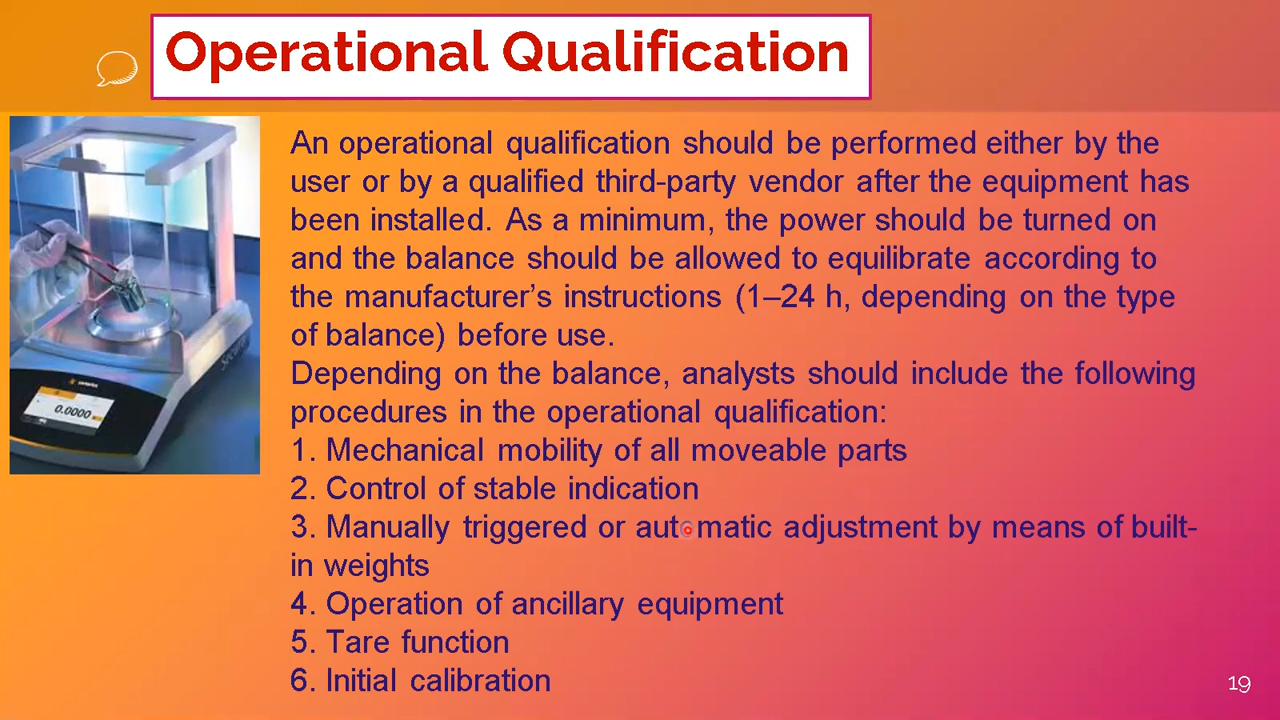 Operational Qualification
An operational qualification should be performed either by the
user or by a qualified third-party vendor after the equipment has
been installed. As a minimum, the power should be turned on
and the balance should be allowed to equilibrate according to
the manufacturer’s instructions (1–24 h, depending on the type
of balance) before use.
Depending on the balance, analysts should include the following
procedures in the operational qualification:
1. Mechanical mobility of all moveable parts
2. Control of stable indication
3. Manually triggered or automatic adjustment by means of built-
in weights
4. Operation of ancillary equipment
5. Tare function
6. Initial calibration
0.0000
19